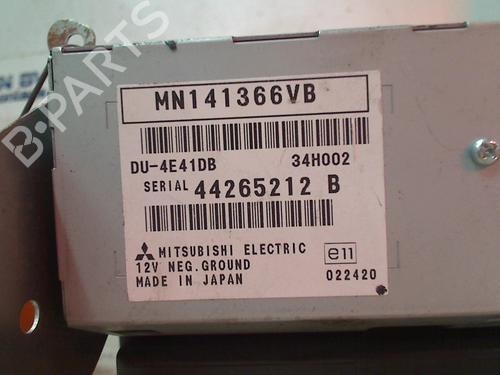 MN141366VB
DU-4E41DB 34H002
SERIAL 44265212 B
MITSUBISHI ELECTRIC e11
12V NEG.GROUND
MADE IN JAPAN 022420
B-PARTS